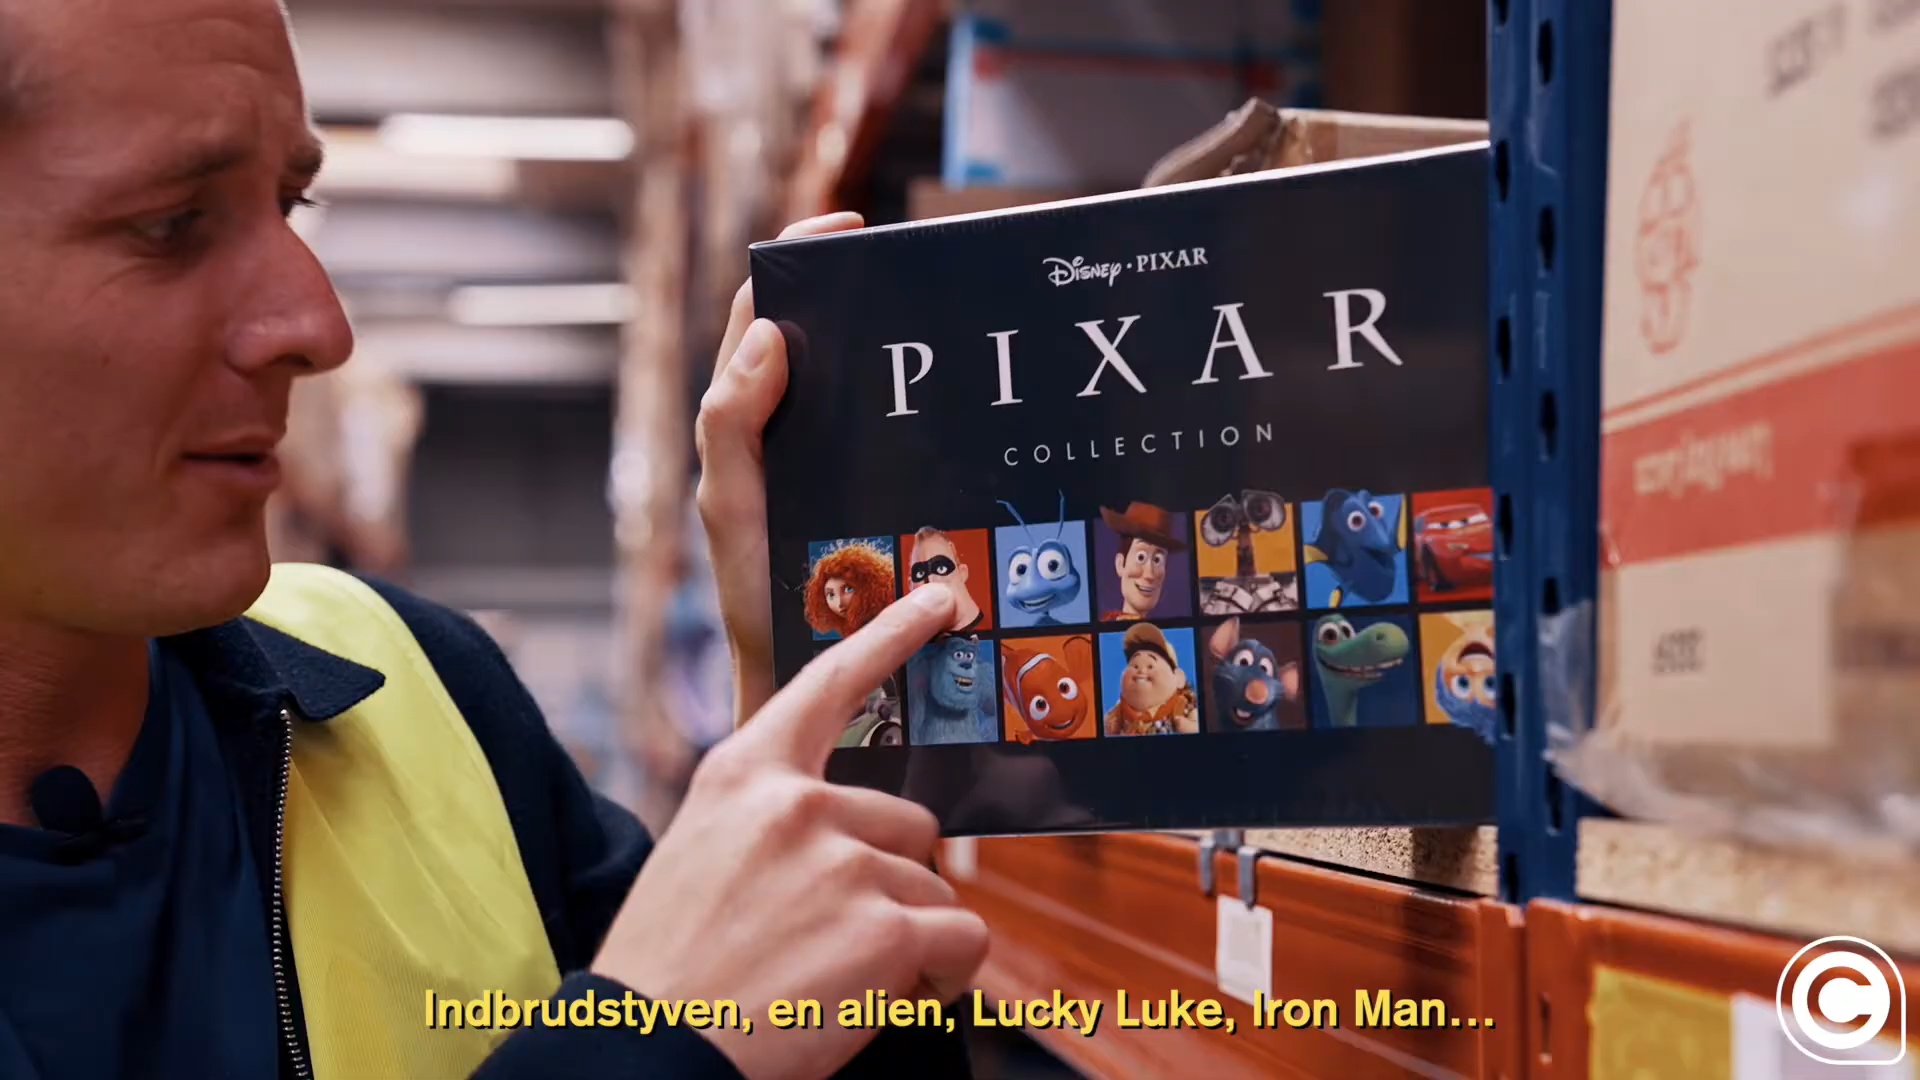 Disney · PIXAR
PIXAR
COLLECTION
Indbrudstyven, en alien, Lucky Luke, Iron Man...